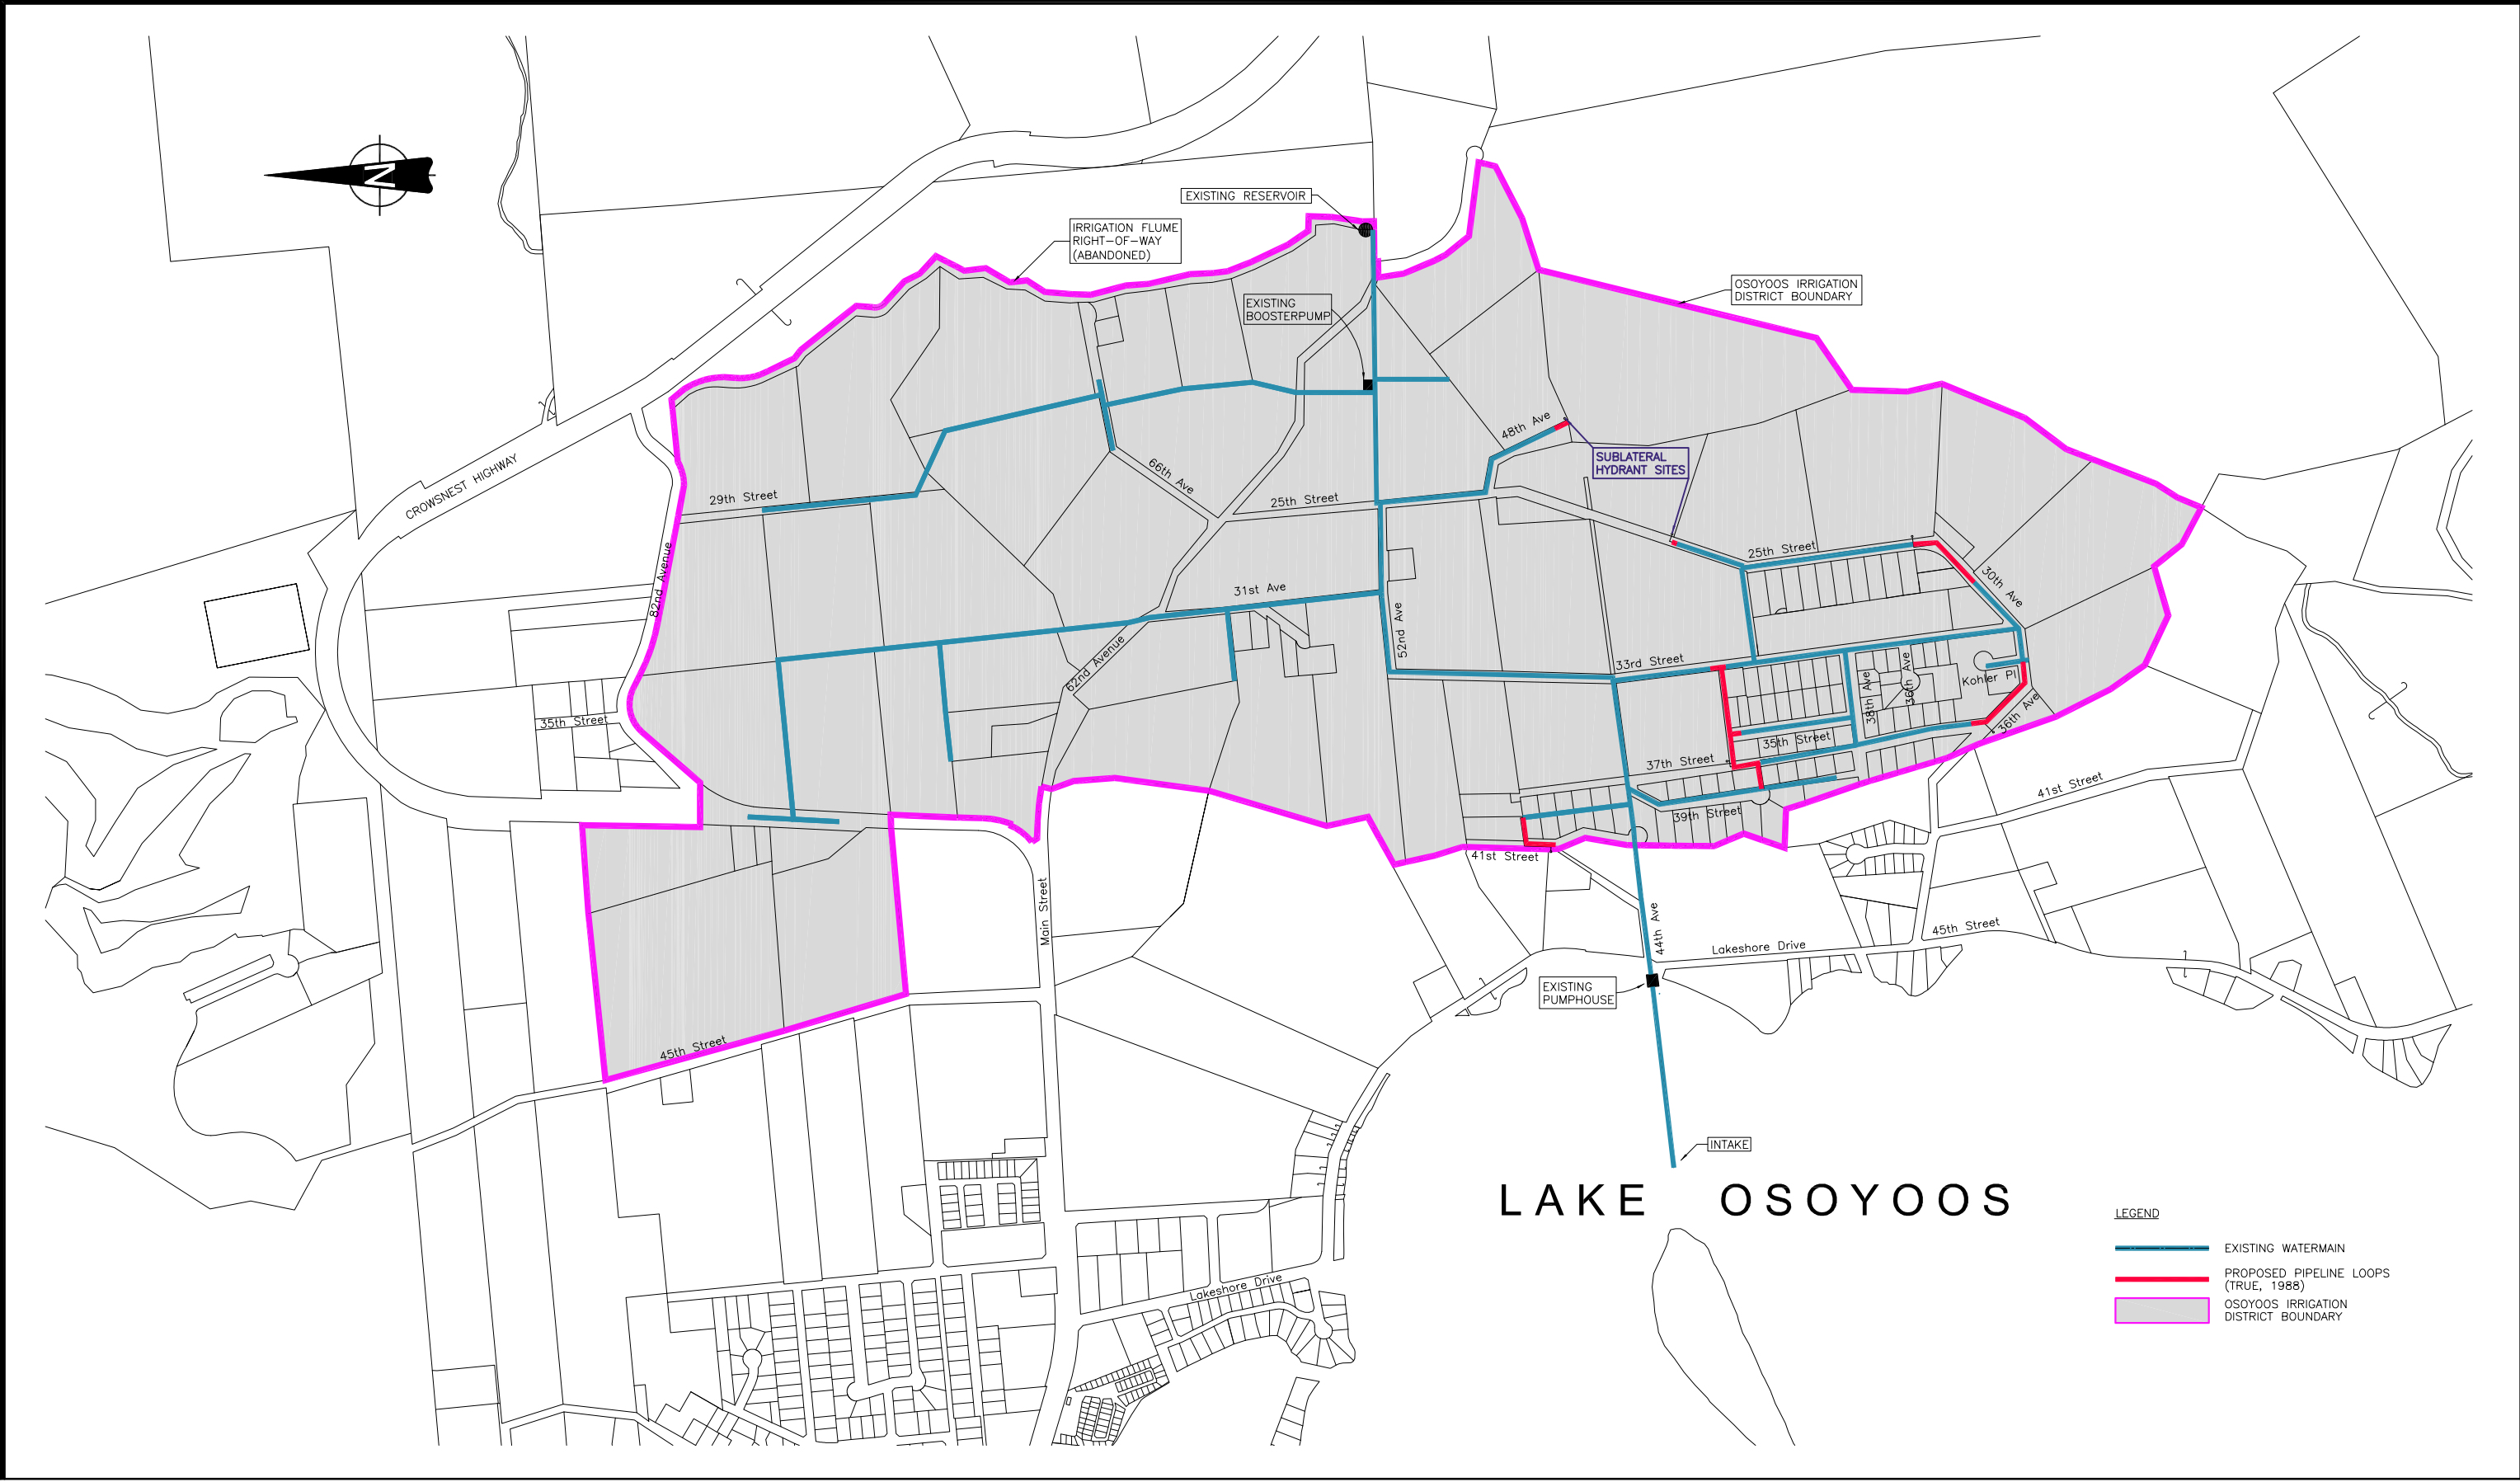 N
EXISTING RESERVOIR
IRRIGATION FLUME
RIGHT-OF-WAY
(ABANDONED)
OSOYOOS IRRIGATION
DISTRICT BOUNDARY
EXISTING
BOOSTERPUMP
CROWSNEST HIGHWAY
48th Ave
SUBLATERAL
HYDRANT SITES
66th Ave
29th Street
25th Street
25th Street
82nd Avenue
30th Ave
31st Ave
52nd Ave
62nd Avenue
33rd Street
38th Ave
36th Ave
Kohler Pl
36th Ave
35th Street
35th Street
37th Street
39th Street
41st Street
41st Street
Main Street
44th Ave
45th Street
Lakeshore Drive
EXISTING
PUMPHOUSE
45th Street
INTAKE
LAKE OSOYOOS
Lakeshore Drive
LEGEND
EXISTING WATERMAIN
PROPOSED PIPELINE LOOPS
(TRUE, 1988)
OSOYOOS IRRIGATION
DISTRICT BOUNDARY